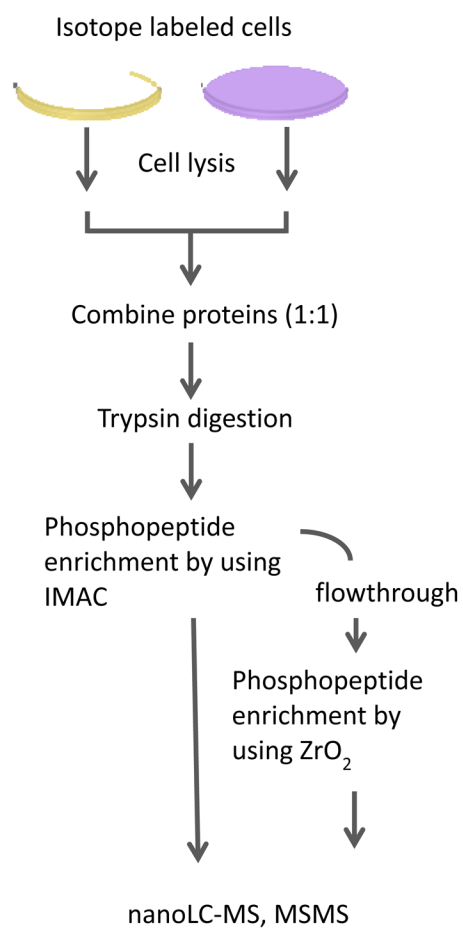 Isotope labeled cells
Cell lysis
Combine proteins (1:1)
Trypsin digestion
Phosphopeptide
enrichment by using
IMAC
flowthrough
Phosphopeptide
enrichment by
using ZrO₂
nanoLC-MS, MSMS